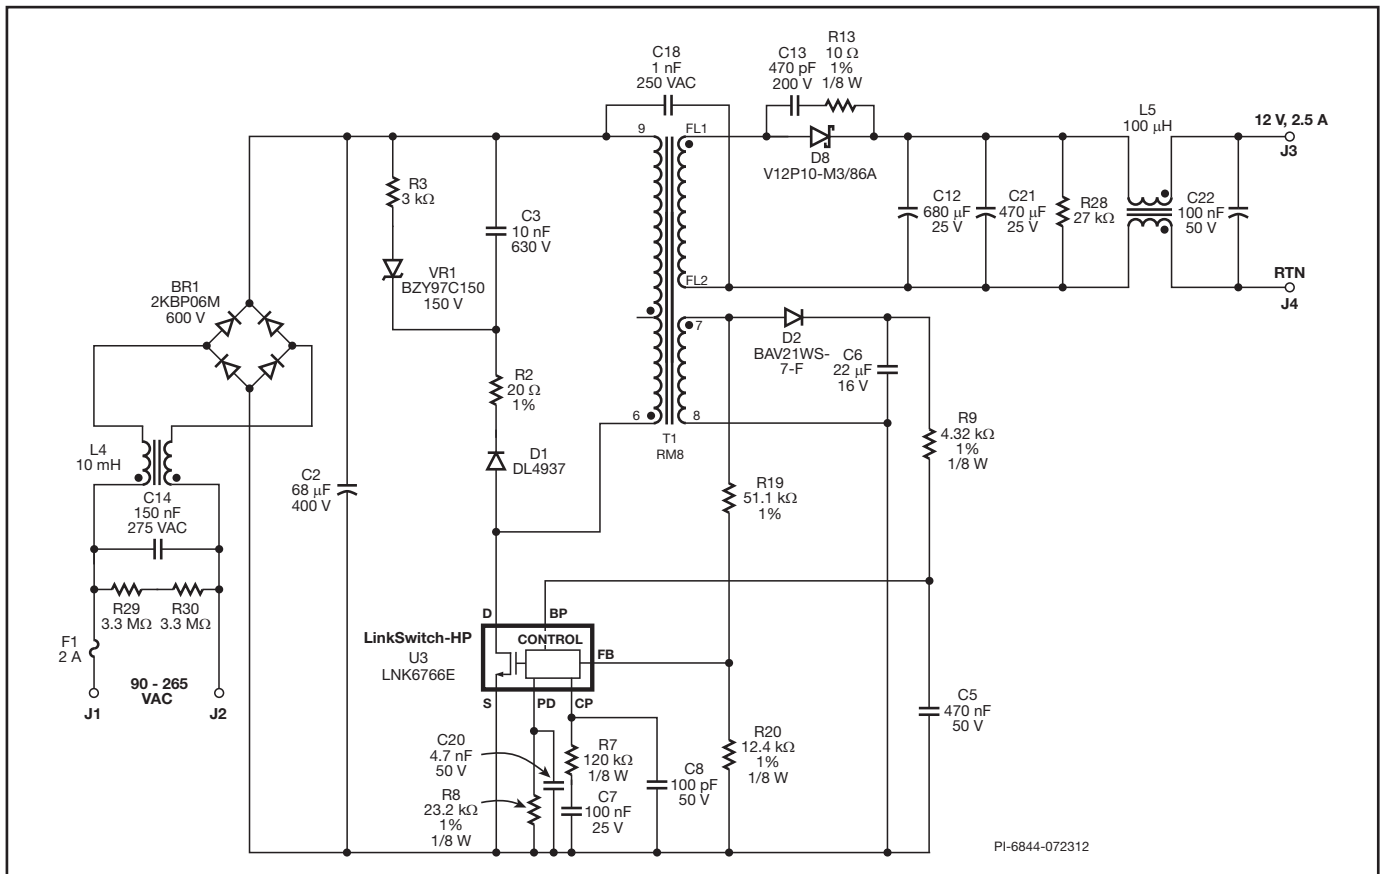 C18
1 nF
250 VAC
C13
470 pF
200 V
R13
10 Ω
1%
1/8 W
9
FL1
D8
V12P10-M3/86A
L5
100 µH
12 V, 2.5 A
J3
R3
3 kΩ
C3
10 nF
630 V
C12
680 µF
25 V
C21
470 µF
25 V
R28
27 kΩ
C22
100 nF
50 V
VR1
BZY97C150
150 V
FL2
RTN
J4
BR1
2KBP06M
600 V
7
D2
BAV21WS-
7-F
C6
22 µF
16 V
R2
20 Ω
1%
6
8
T1
RM8
R9
4.32 kΩ
1%
1/8 W
L4
10 mH
D1
DL4937
C2
68 µF
400 V
R19
51.1 kΩ
1%
C14
150 nF
275 VAC
R29
3.3 MΩ
R30
3.3 MΩ
F1
2 A
90 - 265
VAC
J1
J2
D
BP
LinkSwitch-HP
U3
LNK6766E
CONTROL
FB
S
PD
CP
C5
470 nF
50 V
C20
4.7 nF
50 V
R7
120 kΩ
1/8 W
R20
12.4 kΩ
1%
1/8 W
C8
100 pF
50 V
R8
23.2 kΩ
1%
1/8 W
C7
100 nF
25 V
PI-6844-072312